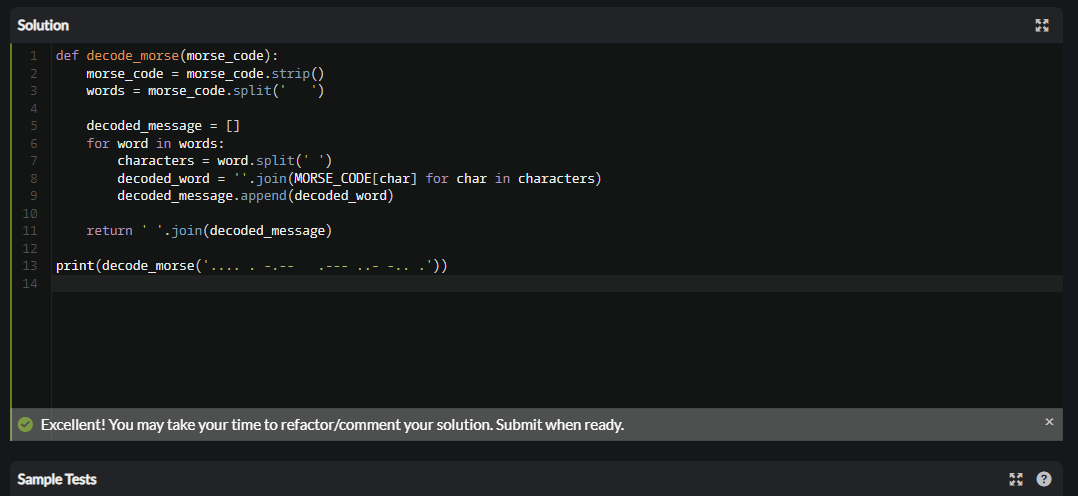 Solution
1 def decode_morse(morse_code):
2     morse_code = morse_code.strip()
3     words = morse_code.split('   ')
4
5     decoded_message = []
6     for word in words:
7         characters = word.split(' ')
8         decoded_word = ''.join(MORSE_CODE[char] for char in characters)
9         decoded_message.append(decoded_word)
10
11     return ' '.join(decoded_message)
12
13 print(decode_morse('.... . -.--   .--- ..- -.. .'))
14
Excellent! You may take your time to refactor/comment your solution. Submit when ready. ×
Sample Tests ?